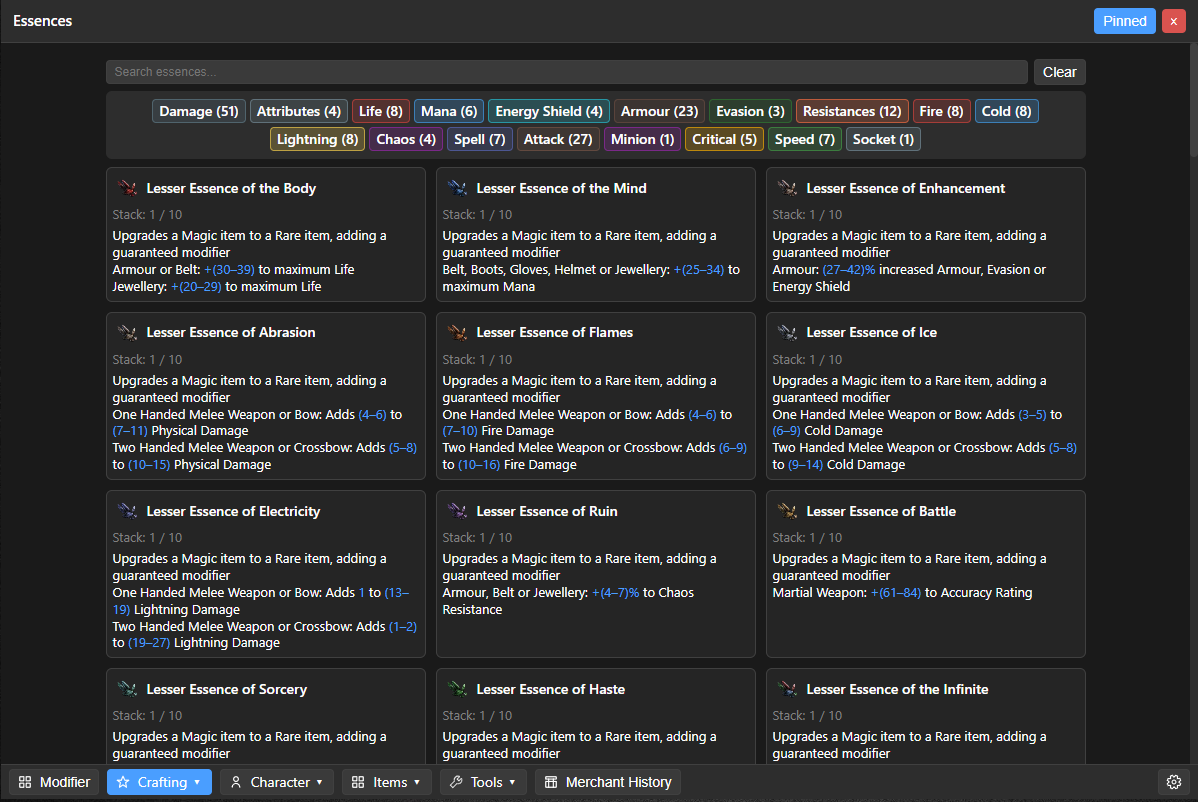 Essences
Pinned
x
Search essences...
Clear
Damage (51) Attributes (4) Life (8) Mana (6) Energy Shield (4) Armour (23) Evasion (3) Resistances (12) Fire (8) Cold (8)
Lightning (8) Chaos (4) Spell (7) Attack (27) Minion (1) Critical (5) Speed (7) Socket (1)
Lesser Essence of the Body
Stack: 1 / 10
Upgrades a Magic item to a Rare item, adding a
guaranteed modifier
Armour or Belt: +(30–39) to maximum Life
Jewellery: +(20–29) to maximum Life
Lesser Essence of the Mind
Stack: 1 / 10
Upgrades a Magic item to a Rare item, adding a
guaranteed modifier
Belt, Boots, Gloves, Helmet or Jewellery: +(25–34) to
maximum Mana
Lesser Essence of Enhancement
Stack: 1 / 10
Upgrades a Magic item to a Rare item, adding a
guaranteed modifier
Armour: (27–42)% increased Armour, Evasion or
Energy Shield
Lesser Essence of Abrasion
Stack: 1 / 10
Upgrades a Magic item to a Rare item, adding a
guaranteed modifier
One Handed Melee Weapon or Bow: Adds (4–6) to
(7–11) Physical Damage
Two Handed Melee Weapon or Crossbow: Adds (5–8)
to (10–15) Physical Damage
Lesser Essence of Flames
Stack: 1 / 10
Upgrades a Magic item to a Rare item, adding a
guaranteed modifier
One Handed Melee Weapon or Bow: Adds (4–6) to
(7–10) Fire Damage
Two Handed Melee Weapon or Crossbow: Adds (6–9)
to (10–16) Fire Damage
Lesser Essence of Ice
Stack: 1 / 10
Upgrades a Magic item to a Rare item, adding a
guaranteed modifier
One Handed Melee Weapon or Bow: Adds (3–5) to
(6–9) Cold Damage
Two Handed Melee Weapon or Crossbow: Adds (5–8)
to (9–14) Cold Damage
Lesser Essence of Electricity
Stack: 1 / 10
Upgrades a Magic item to a Rare item, adding a
guaranteed modifier
One Handed Melee Weapon or Bow: Adds 1 to (13–
19) Lightning Damage
Two Handed Melee Weapon or Crossbow: Adds (1–2)
to (19–27) Lightning Damage
Lesser Essence of Ruin
Stack: 1 / 10
Upgrades a Magic item to a Rare item, adding a
guaranteed modifier
Armour, Belt or Jewellery: +(4–7)% to Chaos
Resistance
Lesser Essence of Battle
Stack: 1 / 10
Upgrades a Magic item to a Rare item, adding a
guaranteed modifier
Martial Weapon: +(61–84) to Accuracy Rating
Lesser Essence of Sorcery
Stack: 1 / 10
Upgrades a Magic item to a Rare item, adding a
guaranteed modifier
Lesser Essence of Haste
Stack: 1 / 10
Upgrades a Magic item to a Rare item, adding a
guaranteed modifier
Lesser Essence of the Infinite
Stack: 1 / 10
Upgrades a Magic item to a Rare item, adding a
guaranteed modifier
Modifier Crafting Character Items Tools Merchant History